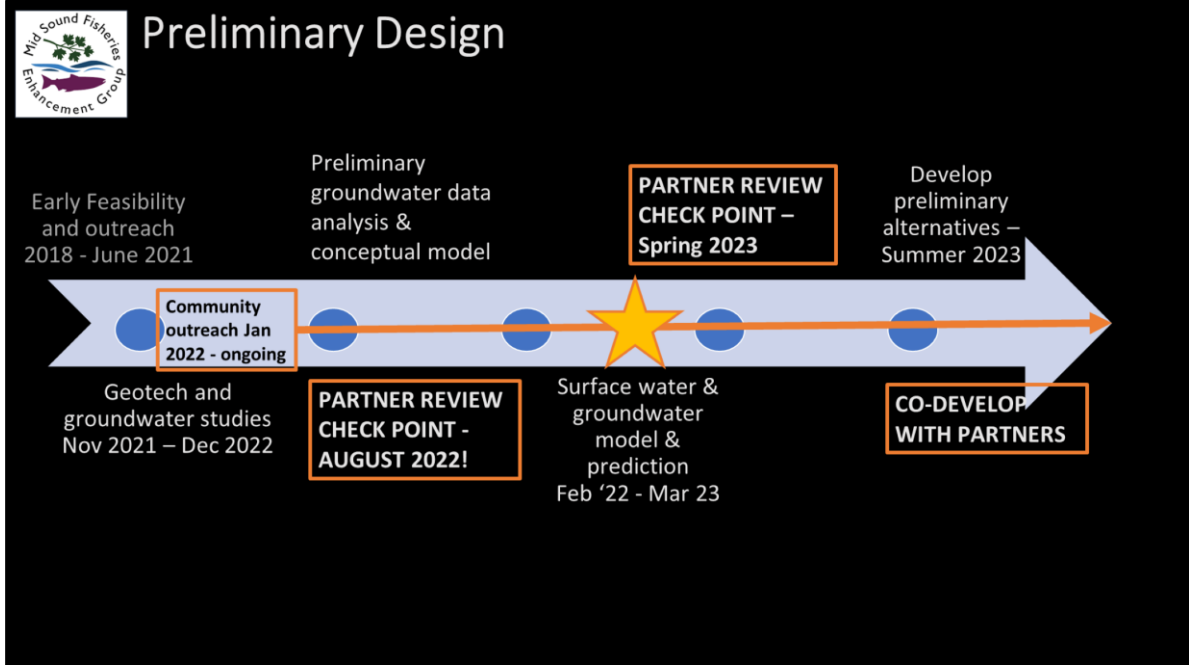 Mid Sound Fisheries
Enhancement Group
Preliminary Design
Early Feasibility
and outreach
2018 - June 2021
Preliminary
groundwater data
analysis &
conceptual model
PARTNER REVIEW
CHECK POINT –
Spring 2023
Develop
preliminary
alternatives –
Summer 2023
Community
outreach Jan
2022 - ongoing
Geotech and
groundwater studies
Nov 2021 – Dec 2022
PARTNER REVIEW
CHECK POINT -
AUGUST 2022!
Surface water &
groundwater
model &
prediction
Feb ‘22 - Mar 23
CO-DEVELOP
WITH PARTNERS